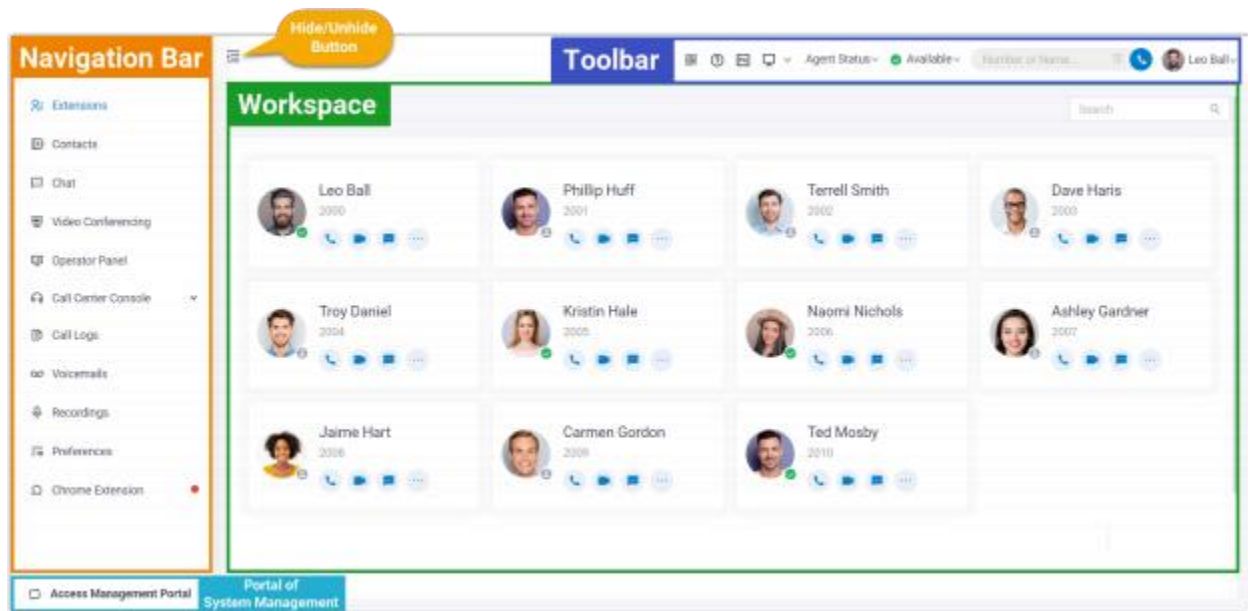 Hide/Unhide
Button
Navigation Bar
Toolbar
Agent Status
Available
Number or Name...
Leo Ball
Workspace
Search
Extensions
Contacts
Chat
Video Conferencing
Operator Panel
Call Center Console
Call Logs
Voicemails
Recordings
Preferences
Chrome Extension
Leo Ball
2000
Phillip Huff
2001
Terrell Smith
2002
Dave Haris
2003
Troy Daniel
2004
Kristin Hale
2005
Naomi Nichols
2006
Ashley Gardner
2007
Jaime Hart
2008
Carmen Gordon
2009
Ted Mosby
2010
Access Management Portal
Portal of
System Management